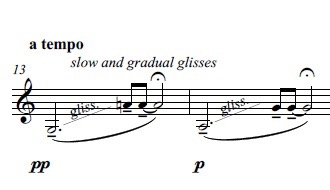 a tempo
slow and gradual glisses
13
gliss.
gliss.
pp
p